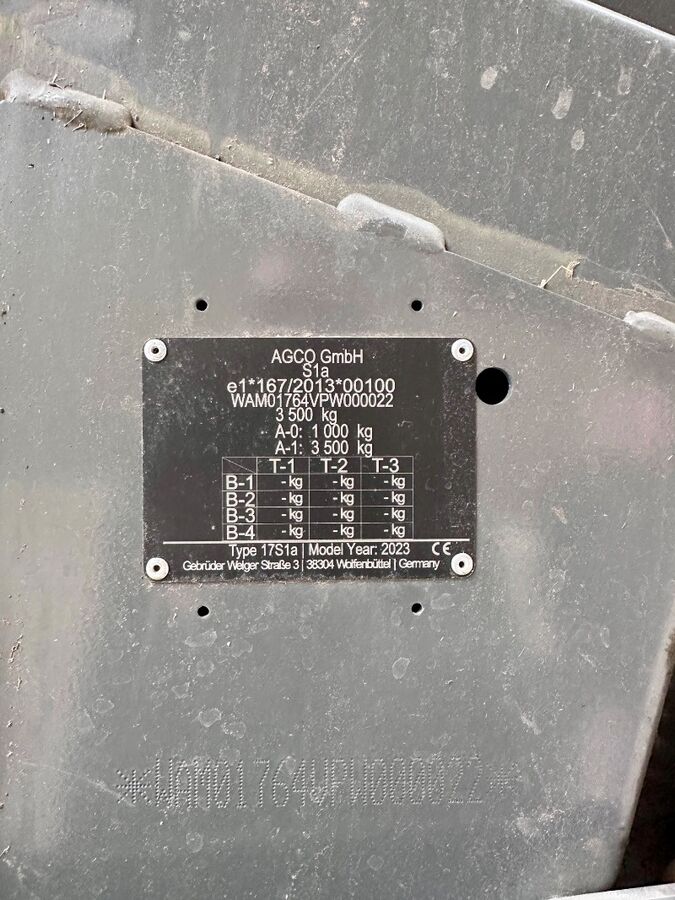 AGCO GmbH
S1a
e1*167/2013*00100
WAM01764VPW000022
3 500 kg
A-0: 1 000 kg
A-1: 3 500 kg
T-1 T-2 T-3
B-1 - kg - kg - kg
B-2 - kg - kg - kg
B-3 - kg - kg - kg
B-4 - kg - kg - kg
Type 17S1a | Model Year: 2023 CE
Gebrüder Welger Straße 3 | 38304 Wolfenbüttel | Germany
*WAM01764VPW000022*